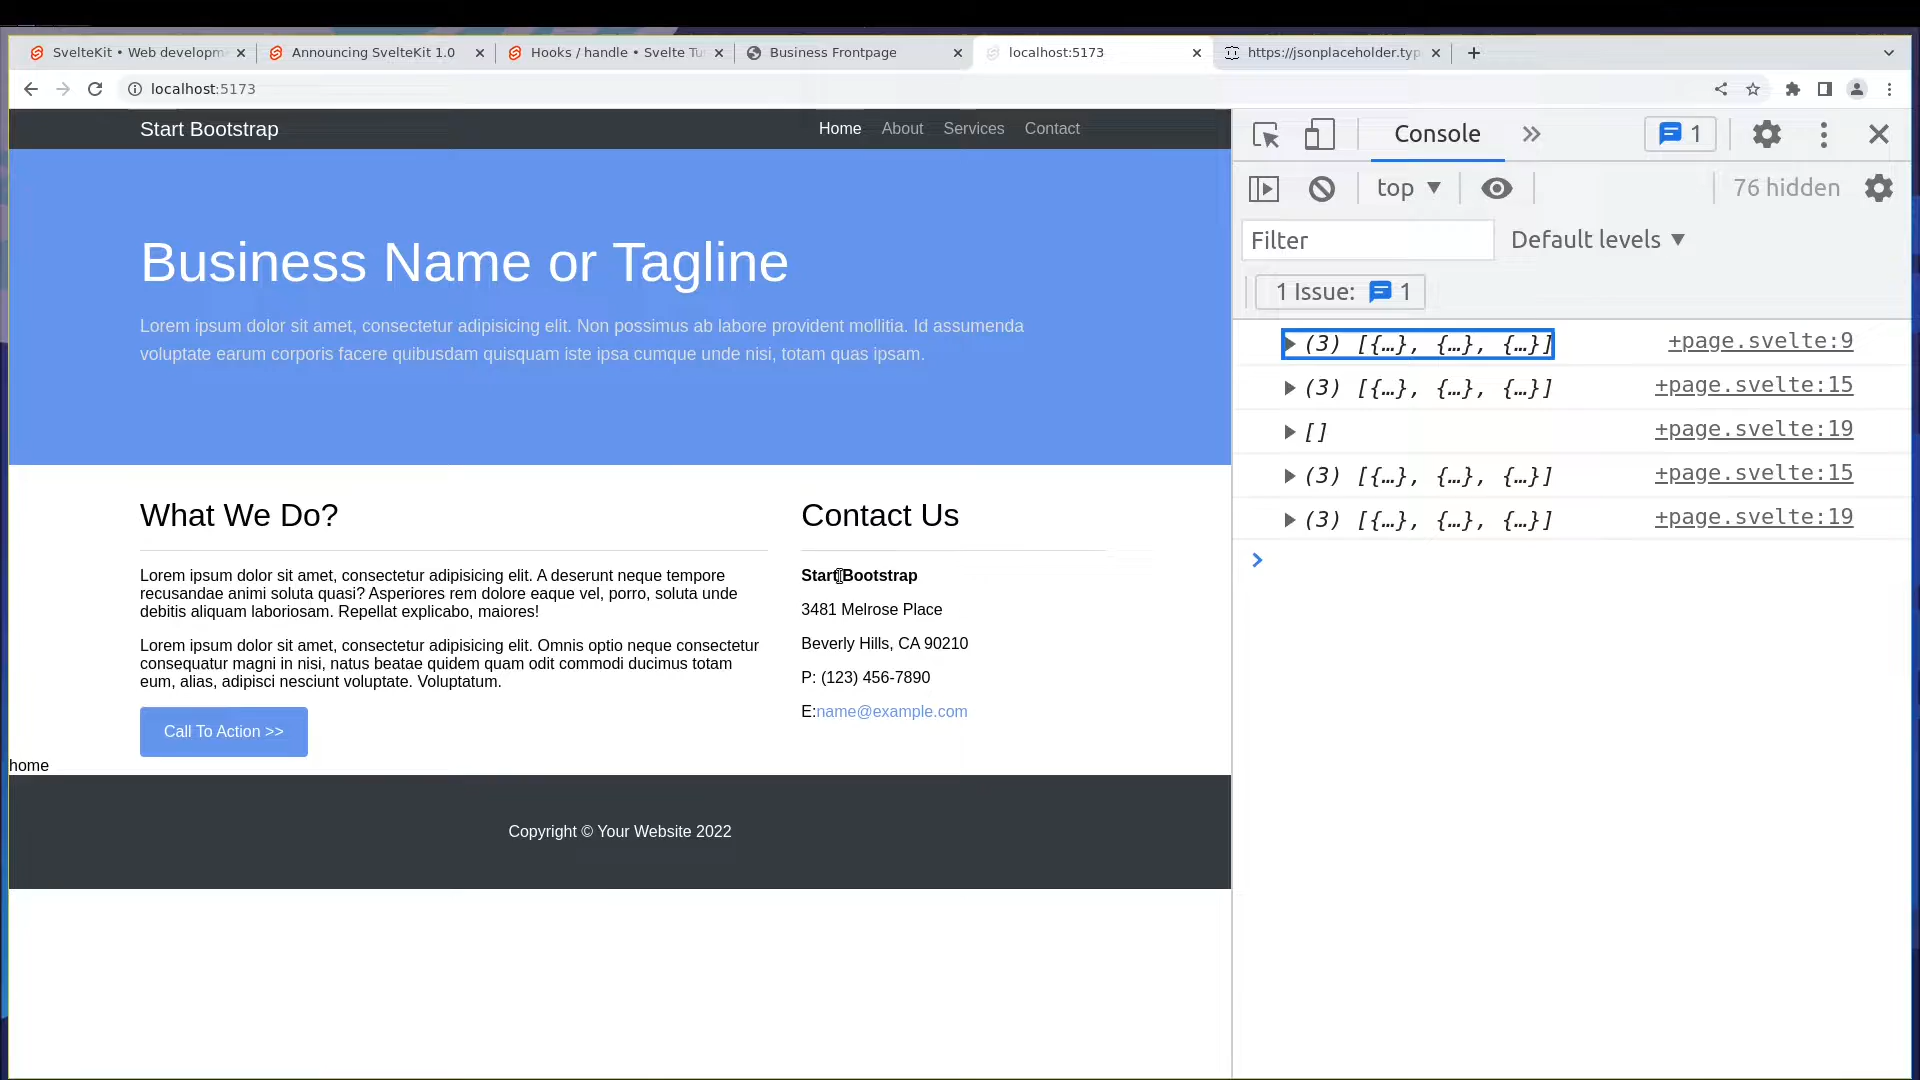 SvelteKit • Web developm
Announcing SvelteKit 1.0
Hooks / handle • Svelte Tu
Business Frontpage
localhost:5173
https://jsonplaceholder.typ
localhost:5173
Start Bootstrap
Home
About
Services
Contact
Business Name or Tagline
Lorem ipsum dolor sit amet, consectetur adipisicing elit. Non possimus ab labore provident mollitia. Id assumenda
voluptate earum corporis facere quibusdam quisquam iste ipsa cumque unde nisi, totam quas ipsam.
What We Do?
Lorem ipsum dolor sit amet, consectetur adipisicing elit. A deserunt neque tempore
recusandae animi soluta quasi? Asperiores rem dolore eaque vel, porro, soluta unde
debitis aliquam laboriosam. Repellat explicabo, maiores!
Lorem ipsum dolor sit amet, consectetur adipisicing elit. Omnis optio neque consectetur
consequatur magni in nisi, natus beatae quidem quam odit commodi ducimus totam
eum, alias, adipisci nesciunt voluptate. Voluptatum.
Call To Action >>
Contact Us
Start Bootstrap
3481 Melrose Place
Beverly Hills, CA 90210
P: (123) 456-7890
E:name@example.com
home
Copyright © Your Website 2022
Console
1
top
76 hidden
Filter
Default levels
1 Issue: 1
(3) [{…}, {…}, {…}] +page.svelte:9
(3) [{…}, {…}, {…}] +page.svelte:15
[] +page.svelte:19
(3) [{…}, {…}, {…}] +page.svelte:15
(3) [{…}, {…}, {…}] +page.svelte:19